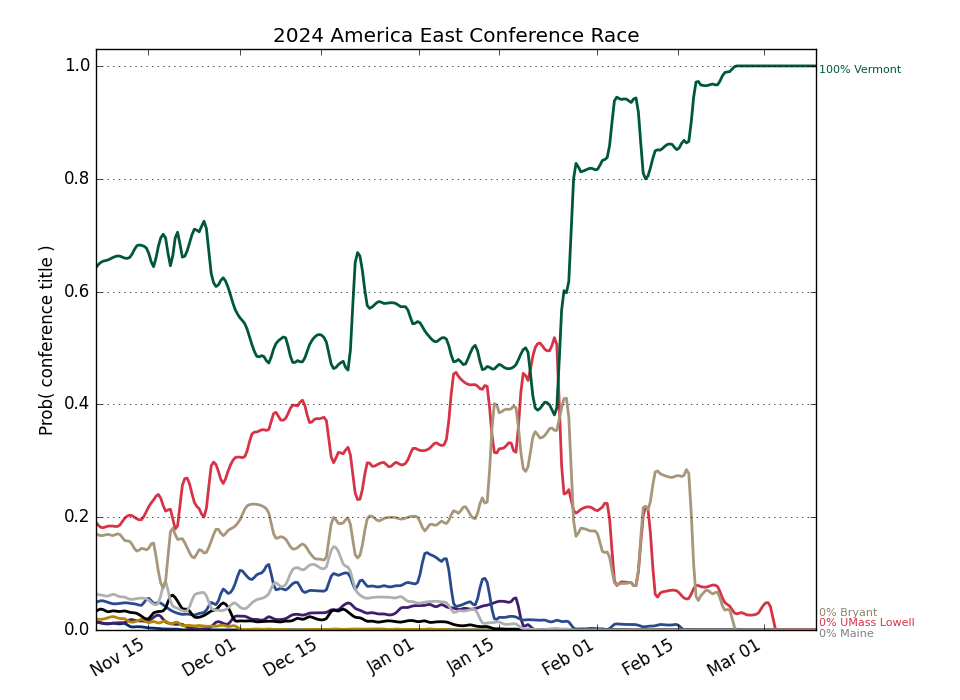 2024 America East Conference Race
1.0
100% Vermont
0.8
0.6
Prob( conference title )
0.4
0.2
0% Bryant
0% UMass Lowell
0.0
0% Maine
Nov 15
Dec 01
Dec 15
Jan 01
Jan 15
Feb 01
Feb 15
Mar 01